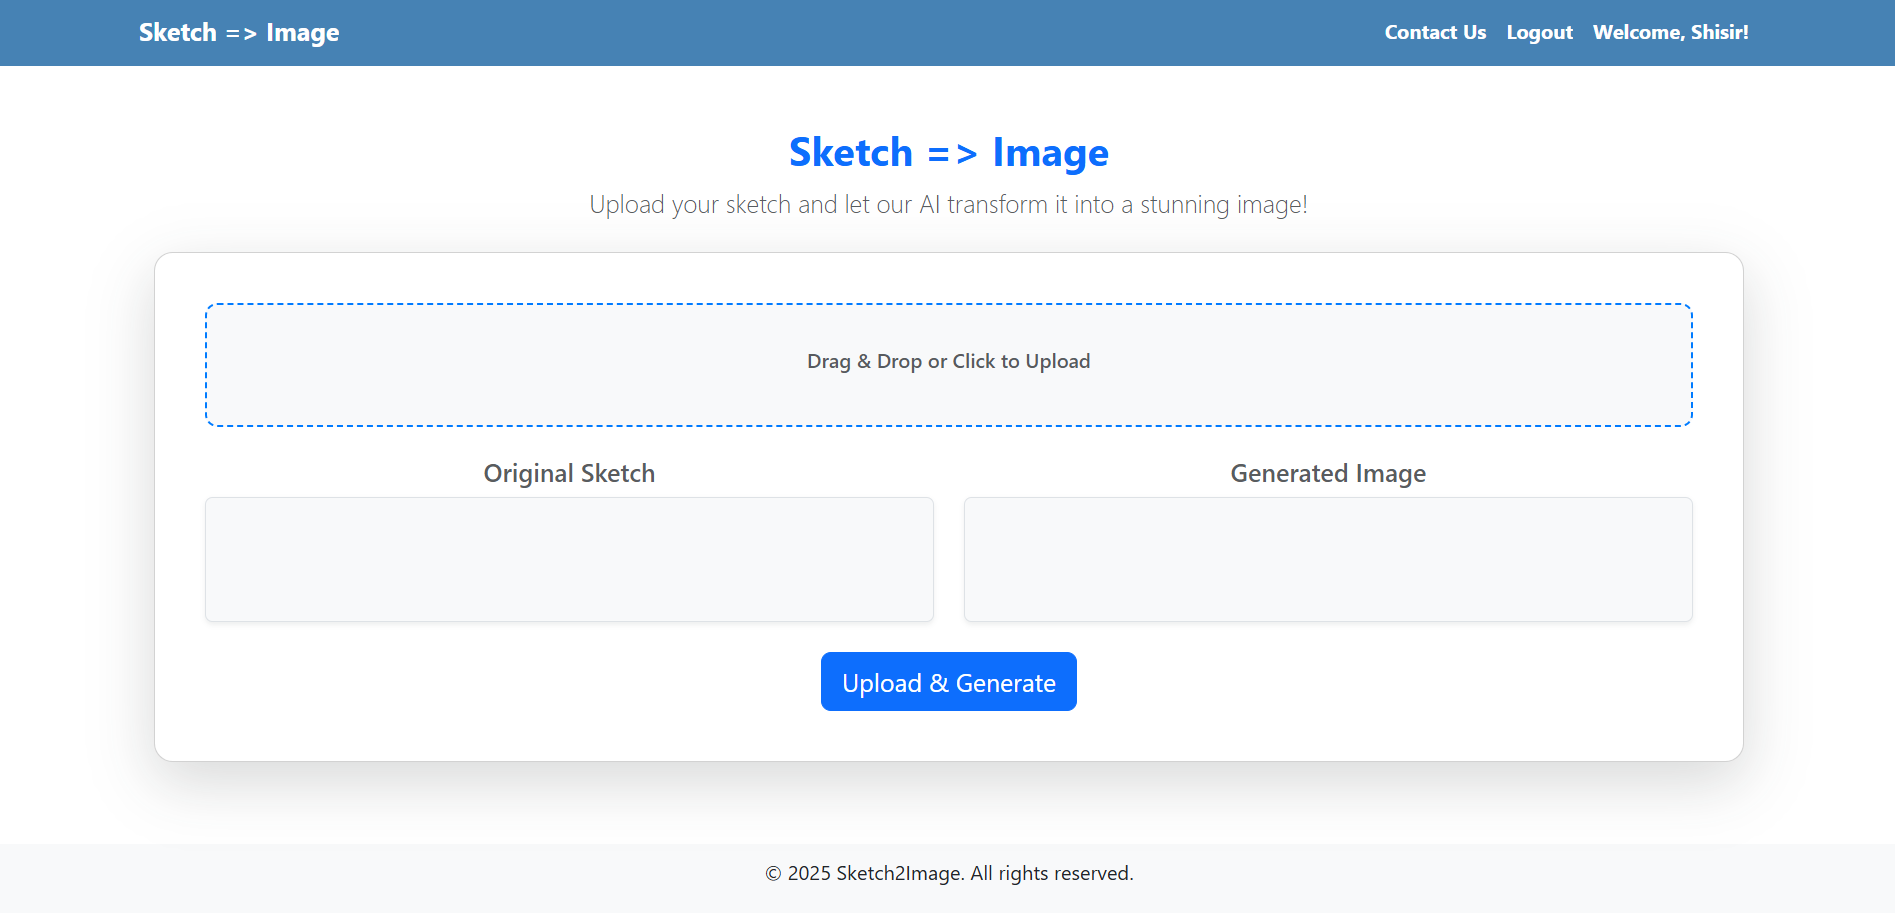 Sketch => Image
Contact Us Logout Welcome, Shisir!
Sketch => Image
Upload your sketch and let our AI transform it into a stunning image!
Drag & Drop or Click to Upload
Original Sketch
Generated Image
Upload & Generate
© 2025 Sketch2Image. All rights reserved.